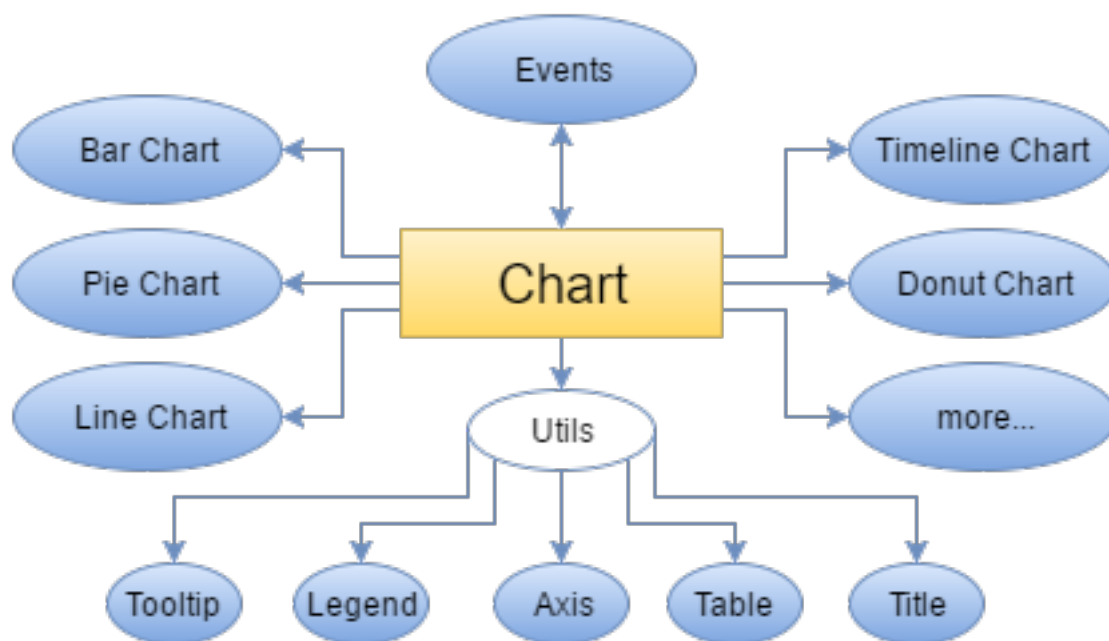 Events
Bar Chart
Timeline Chart
Chart
Pie Chart
Donut Chart
Line Chart
Utils
more...
Tooltip
Legend
Axis
Table
Title